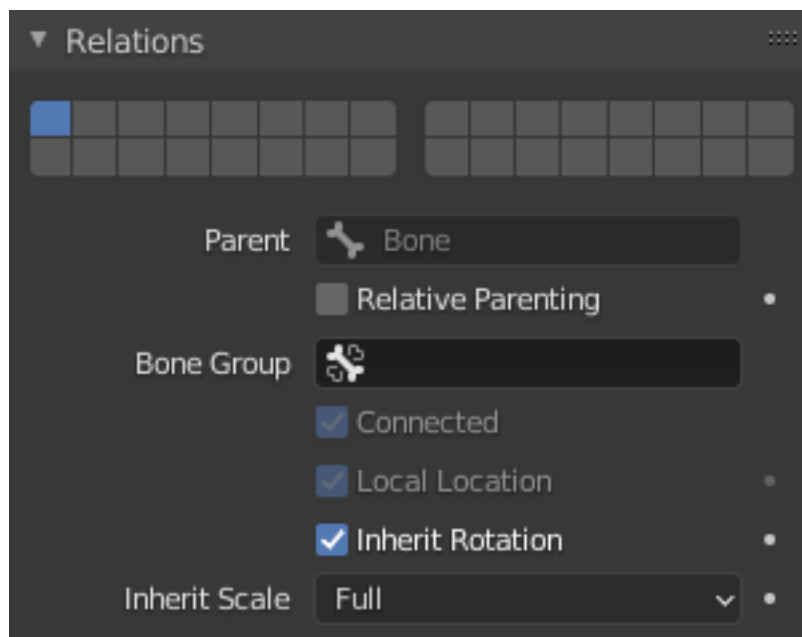 Relations
Parent Bone
Relative Parenting
Bone Group
Connected
Local Location
Inherit Rotation
Inherit Scale Full